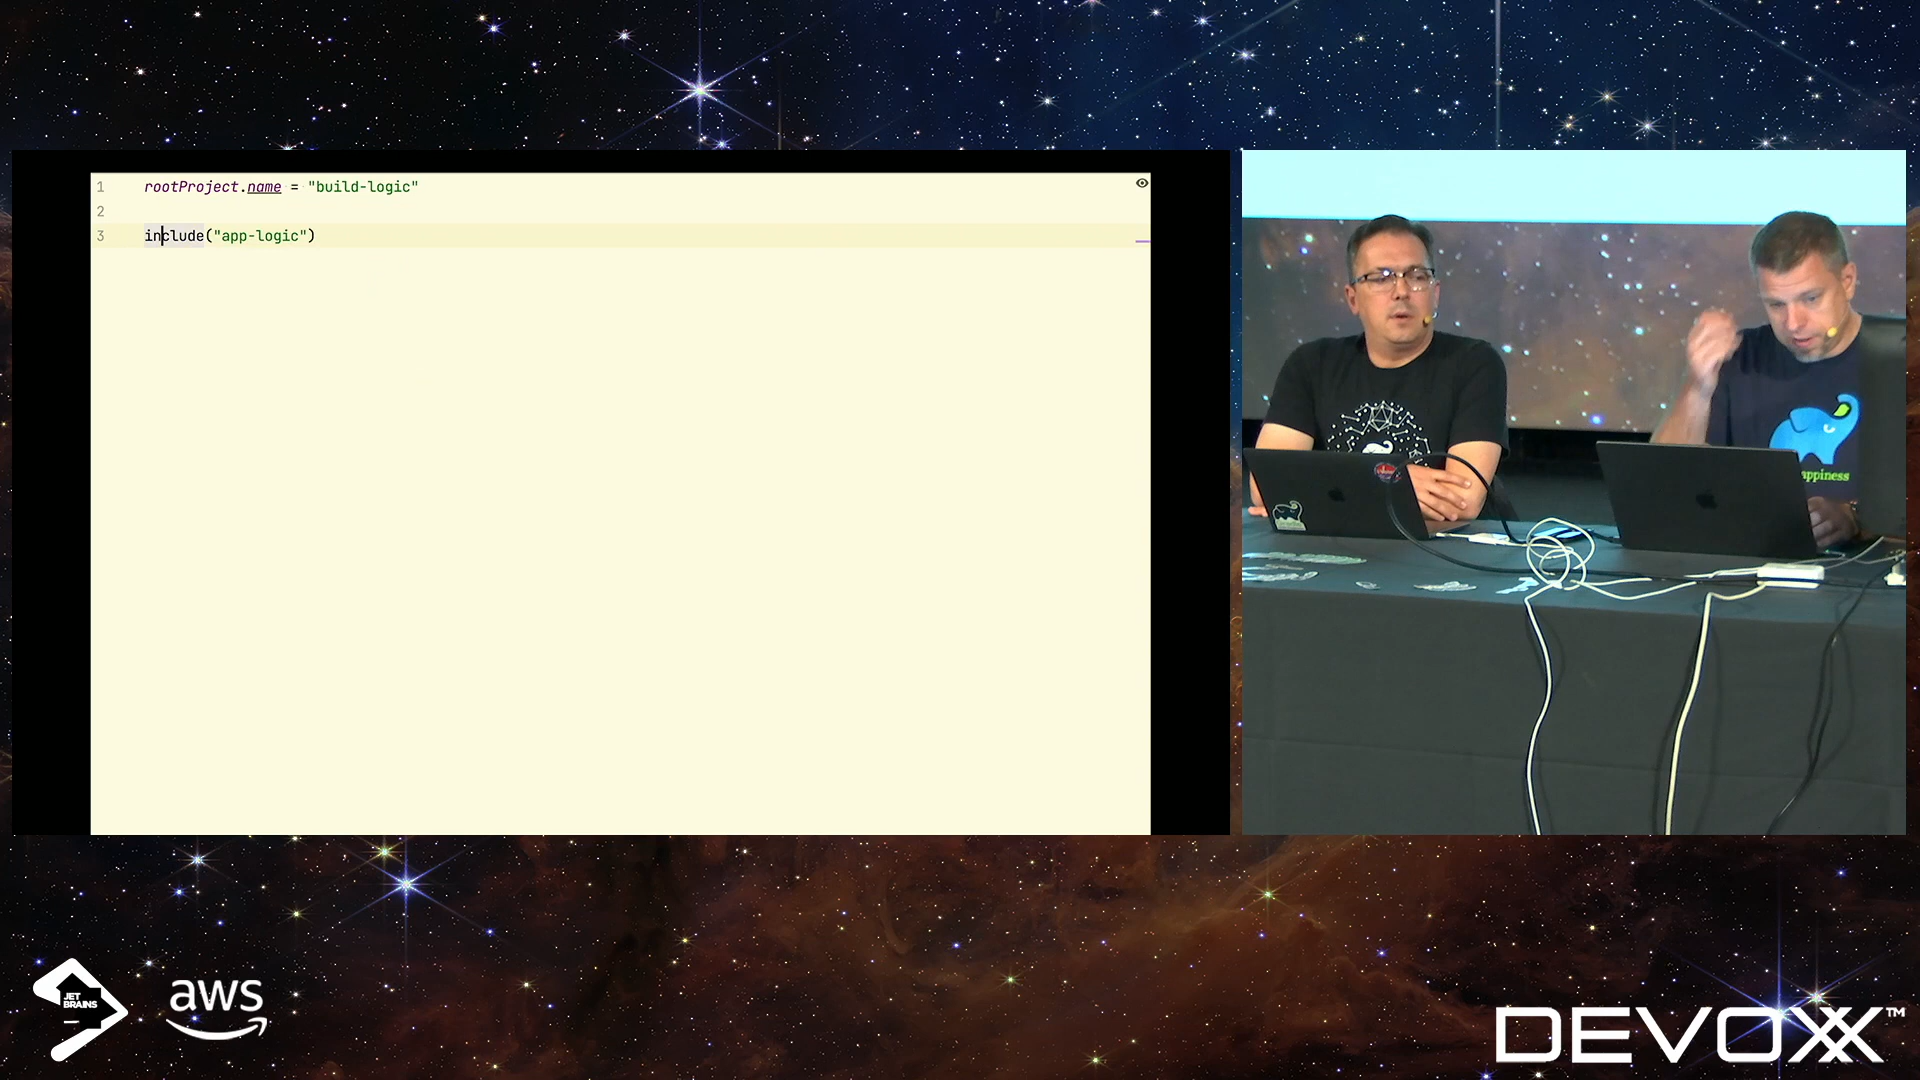 1 rootProject.name = "build-logic"
2
3 include("app-logic")
appiness
JET
BRAINS
aws
DEVOXX™